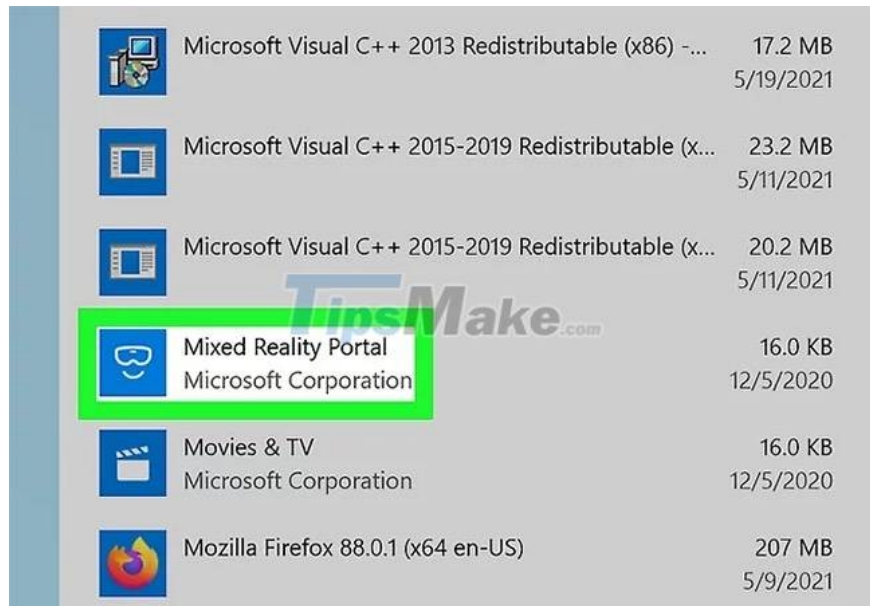 Microsoft Visual C++ 2013 Redistributable (x86) -... 17.2 MB
5/19/2021
Microsoft Visual C++ 2015-2019 Redistributable (x... 23.2 MB
5/11/2021
Microsoft Visual C++ 2015-2019 Redistributable (x... 20.2 MB
5/11/2021
TipsMake.com
Mixed Reality Portal 16.0 KB
Microsoft Corporation 12/5/2020
Movies & TV 16.0 KB
Microsoft Corporation 12/5/2020
Mozilla Firefox 88.0.1 (x64 en-US) 207 MB
5/9/2021